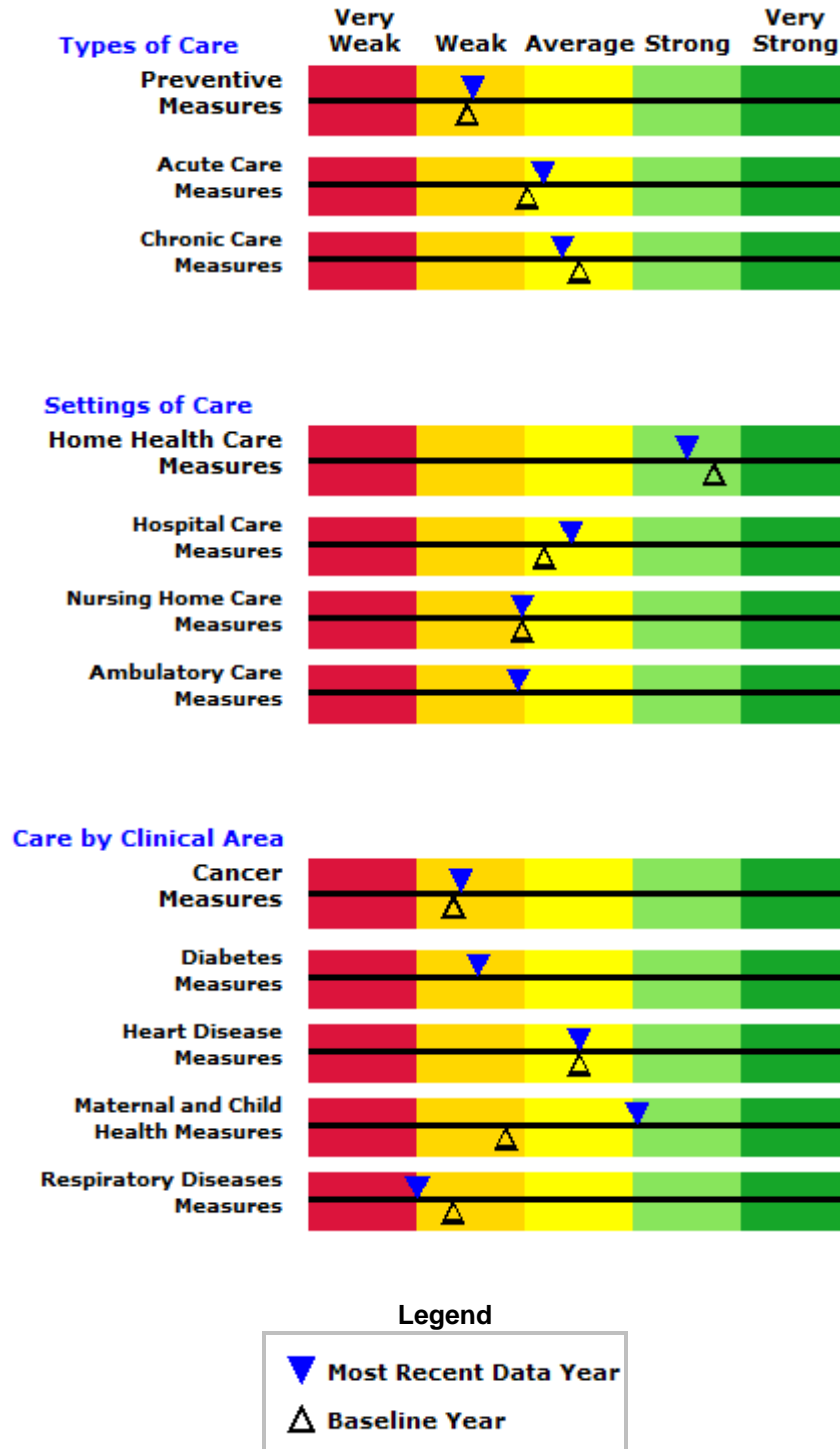 Very Weak Weak Average Strong Very Strong
Types of Care
Preventive
Measures
Acute Care
Measures
Chronic Care
Measures
Settings of Care
Home Health Care
Measures
Hospital Care
Measures
Nursing Home Care
Measures
Ambulatory Care
Measures
Care by Clinical Area
Cancer
Measures
Diabetes
Measures
Heart Disease
Measures
Maternal and Child
Health Measures
Respiratory Diseases
Measures
Legend
Most Recent Data Year
Baseline Year